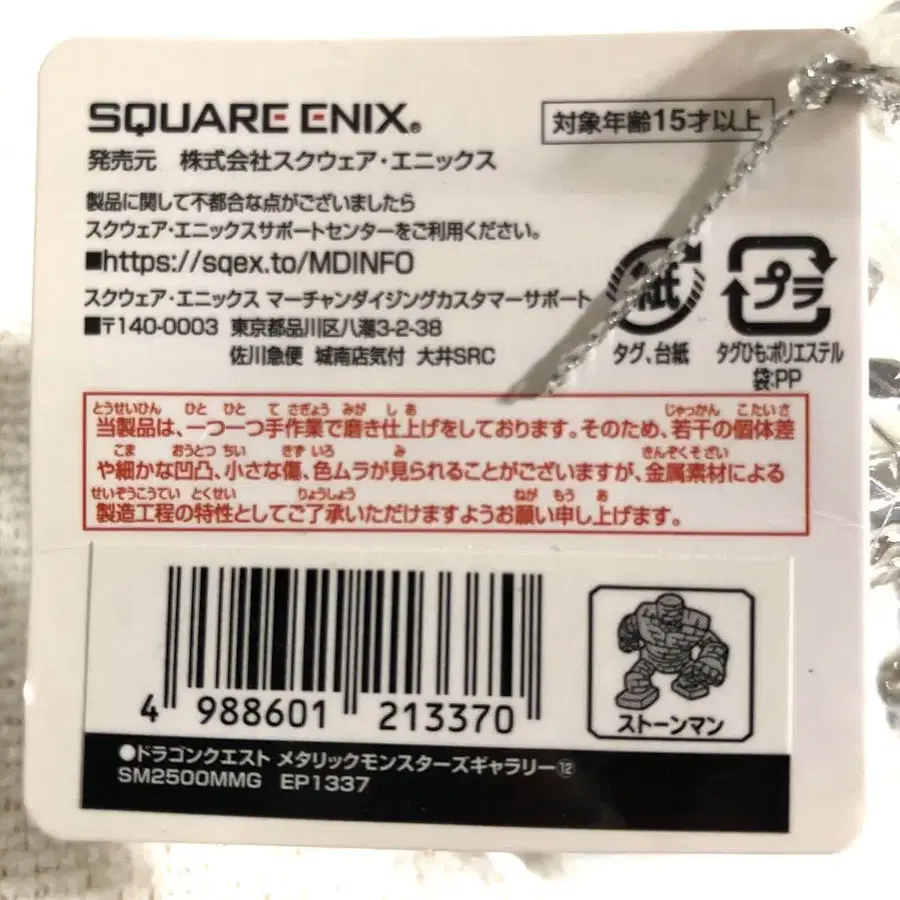 SQUARE ENIX®
対象年齢15才以上
発売元 株式会社スクウェア・エニックス
製品に関して不都合な点がございましたら
スクウェア・エニックスサポートセンターをご利用ください。
■https://sqex.to/MDINFO
スクウェア・エニックス マーチャンダイジングカスタマーサポート
■〒140-0003 東京都品川区八潮3-2-38
佐川急便 城南店気付 大井SRC
紙
タグ、台紙
プラ
タグひも:ポリエステル
袋:PP
とうせいひん ひと ひと て さぎょう みが し あ じゃっかん こたいさ
当製品は、一つ一つ手作業で磨き仕上げをしております。そのため、若干の個体差
こま おうとつ ちい きず いろ み きんぞくそざい
や細かな凹凸、小さな傷、色ムラが見られることがございますが、金属素材による
せいぞうこうてい とくせい りょうしょう ねが もう あ
製造工程の特性としてご了承いただけますようお願い申し上げます。
4 988601 213370
ストーンマン
●ドラゴンクエスト メタリックモンスターズギャラリー⑫
SM2500MMG EP1337